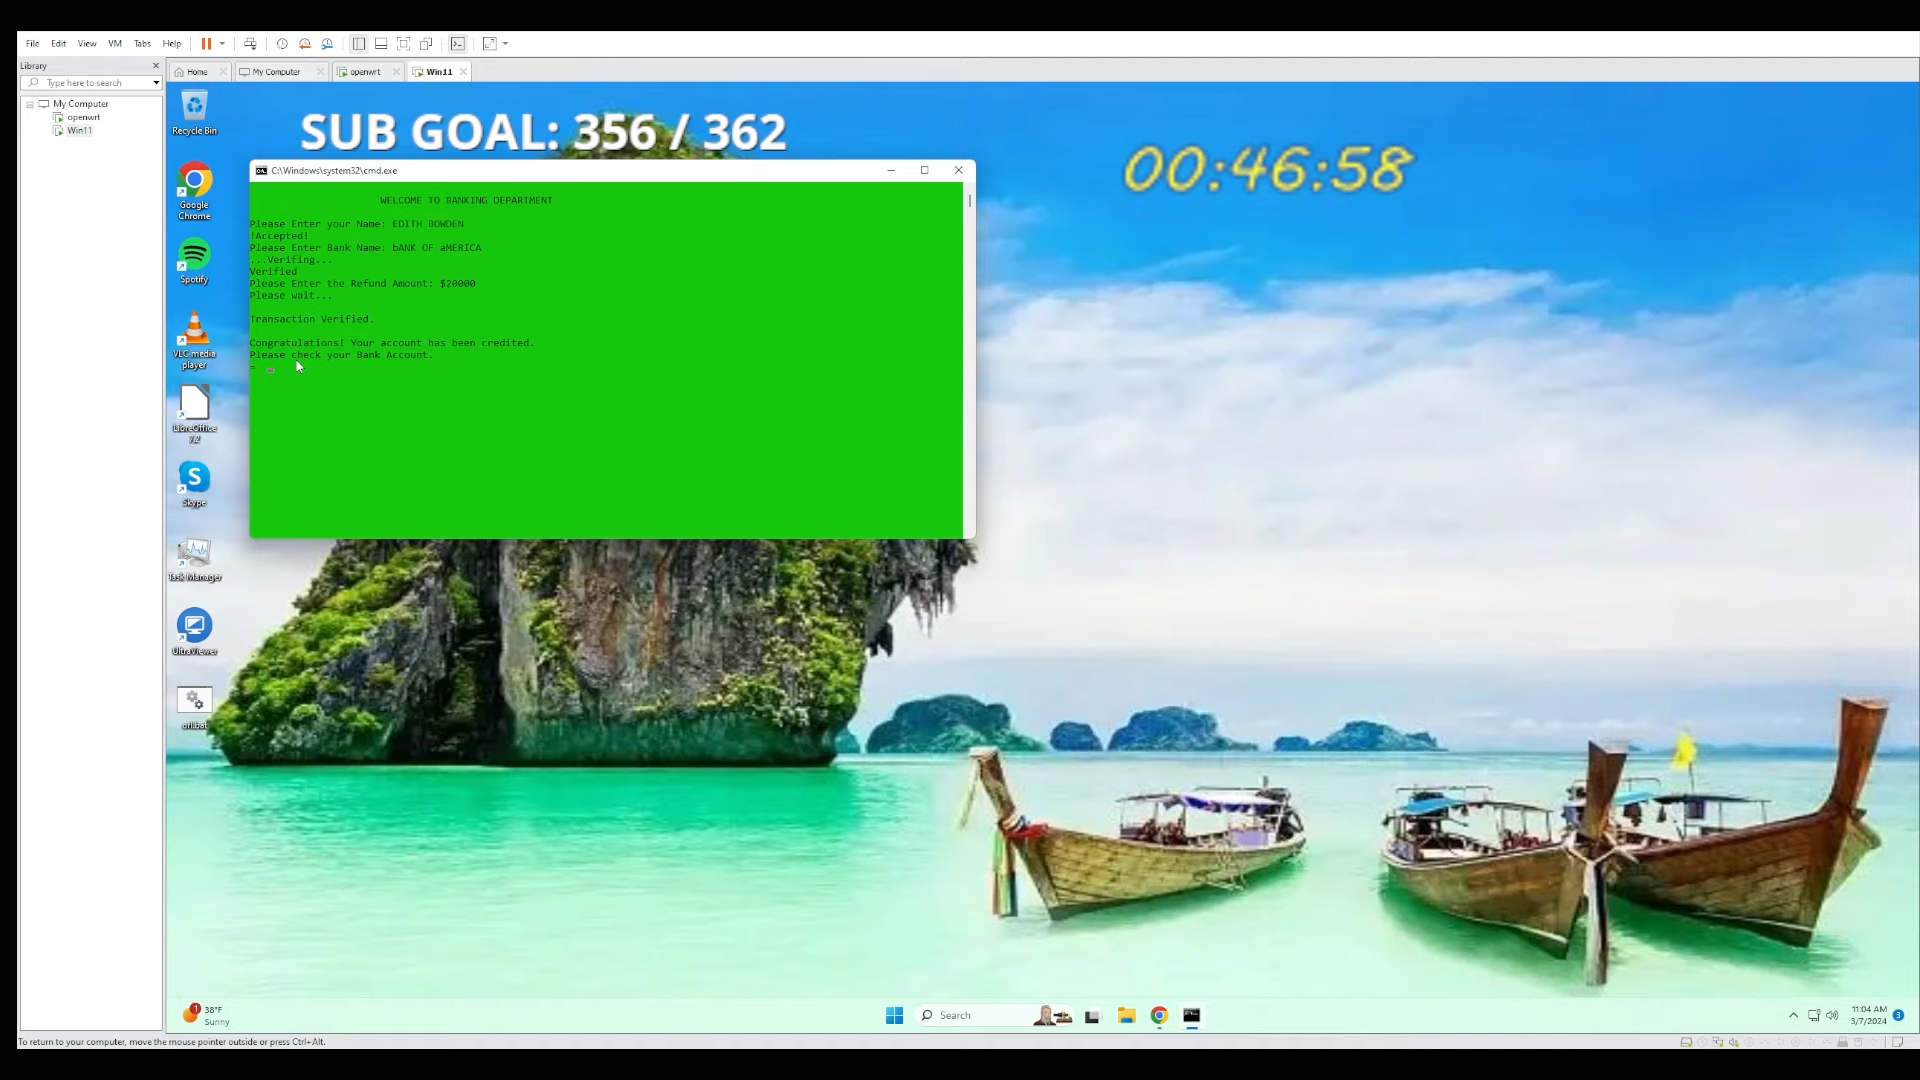 File Edit View VM Tabs Help
Library
Type here to search
My Computer
openwrt
Win11
Home
My Computer
openwrt
Win11
Recycle Bin
SUB GOAL: 356 / 362
00:46:58
C:\Windows\system32\cmd.exe
WELCOME TO BANKING DEPARTMENT
Please Enter your Name: EDITH BOWDEN
!Accepted!
Please Enter Bank Name: bANK OF aMERICA
...Verifing...
Verified
Please Enter the Refund Amount: $20000
Please wait...
Transaction Verified.
Congratulations! Your account has been credited.
Please check your Bank Account.
=
Google
Chrome
Spotify
VLC media
player
LibreOffice
7.2
Skype
Task Manager
UltraViewer
1
38°F
Sunny
Search
11:04 AM
3/7/2024
3
To return to your computer, move the mouse pointer outside or press Ctrl+Alt.